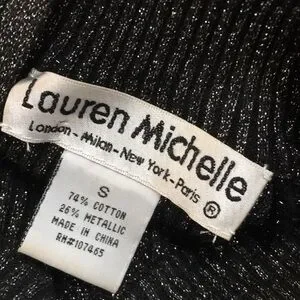 Lauren Michelle
London-Milan-New York-Paris ®
S
74% COTTON
26% METALLIC
MADE IN CHINA
RN#107465